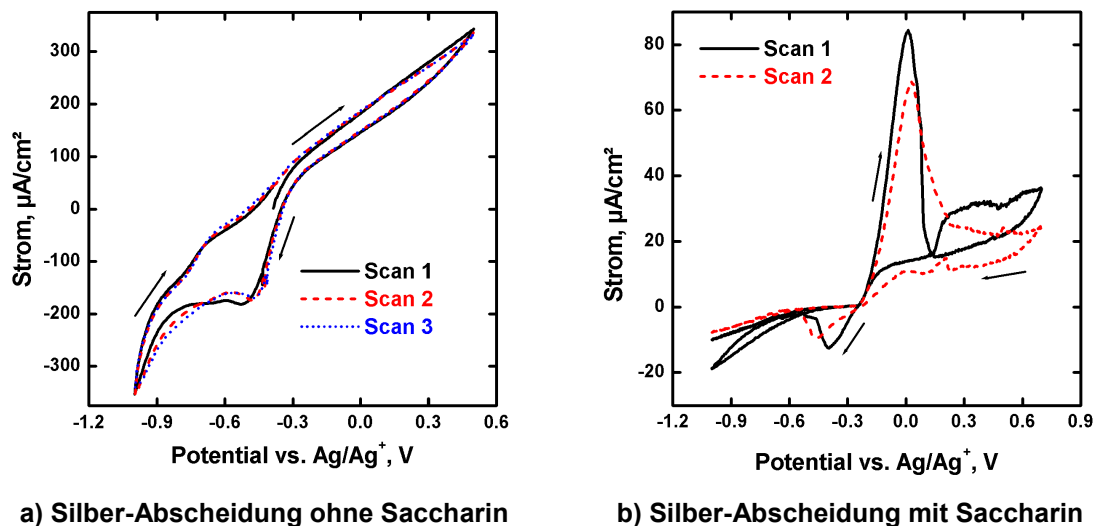 300
200
100
0
-100
-200
-300
Strom, µA/cm²
Scan 1
Scan 2
Scan 3
-1.2 -0.9 -0.6 -0.3 0.0 0.3 0.6
Potential vs. Ag/Ag⁺, V
a) Silber-Abscheidung ohne Saccharin
80
60
40
20
0
-20
Strom, µA/cm²
Scan 1
Scan 2
-1.2 -0.9 -0.6 -0.3 0.0 0.3 0.6 0.9
Potential vs. Ag/Ag⁺, V
b) Silber-Abscheidung mit Saccharin